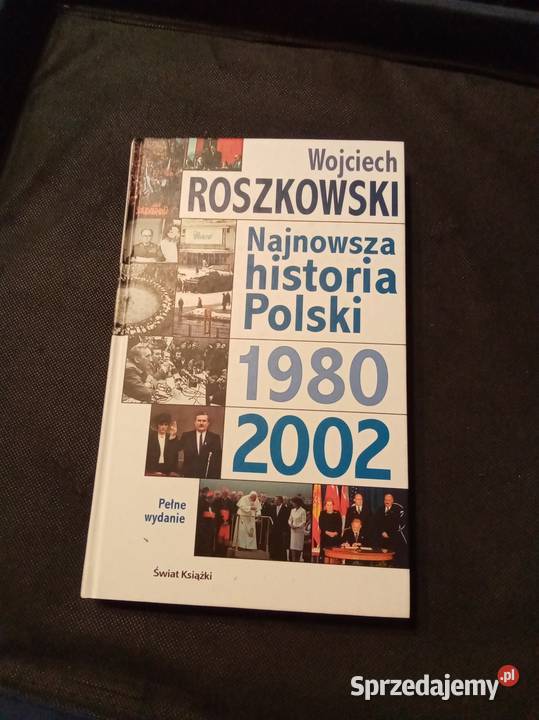 Wojciech
ROSZKOWSKI
Najnowsza
historia
Polski
1980
2002
Pełne
wydanie
Świat Książki
Sprzedajemy.pl